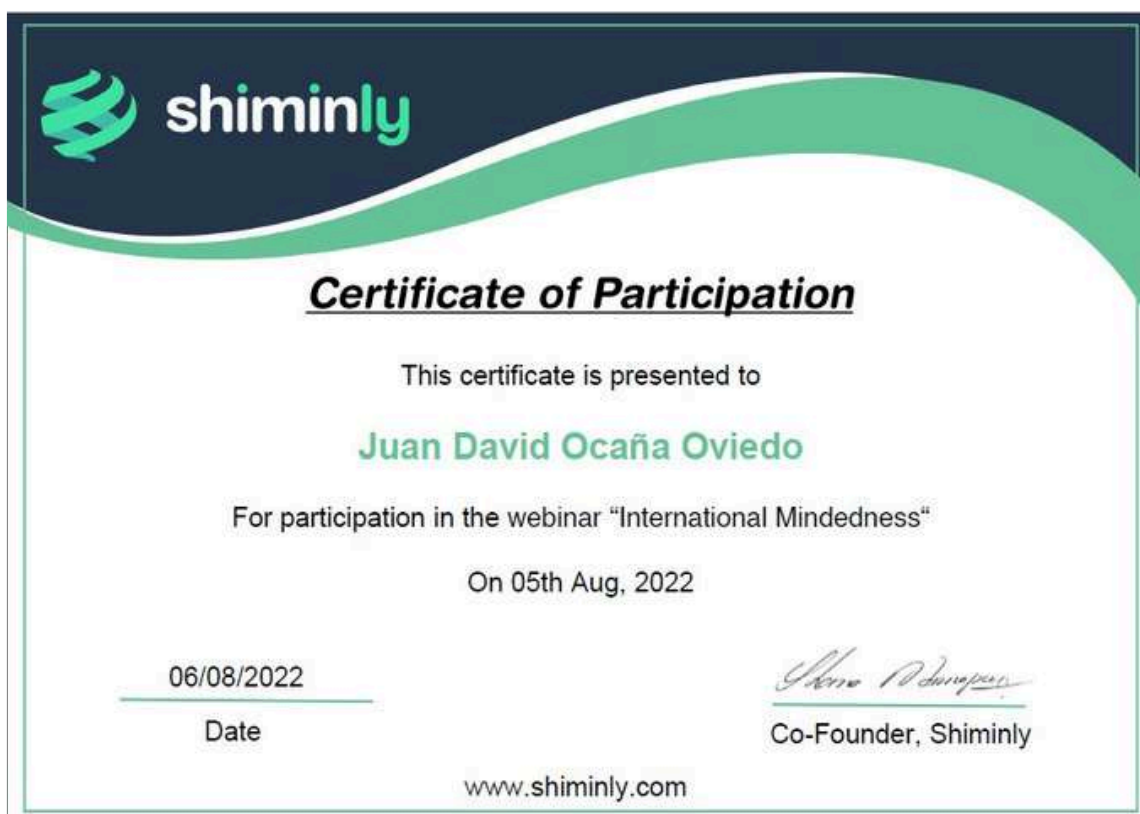 shiminly
Certificate of Participation
This certificate is presented to
Juan David Ocaña Oviedo
For participation in the webinar “International Mindedness“
On 05th Aug, 2022
06/08/2022
Date
Co-Founder, Shiminly
www.shiminly.com